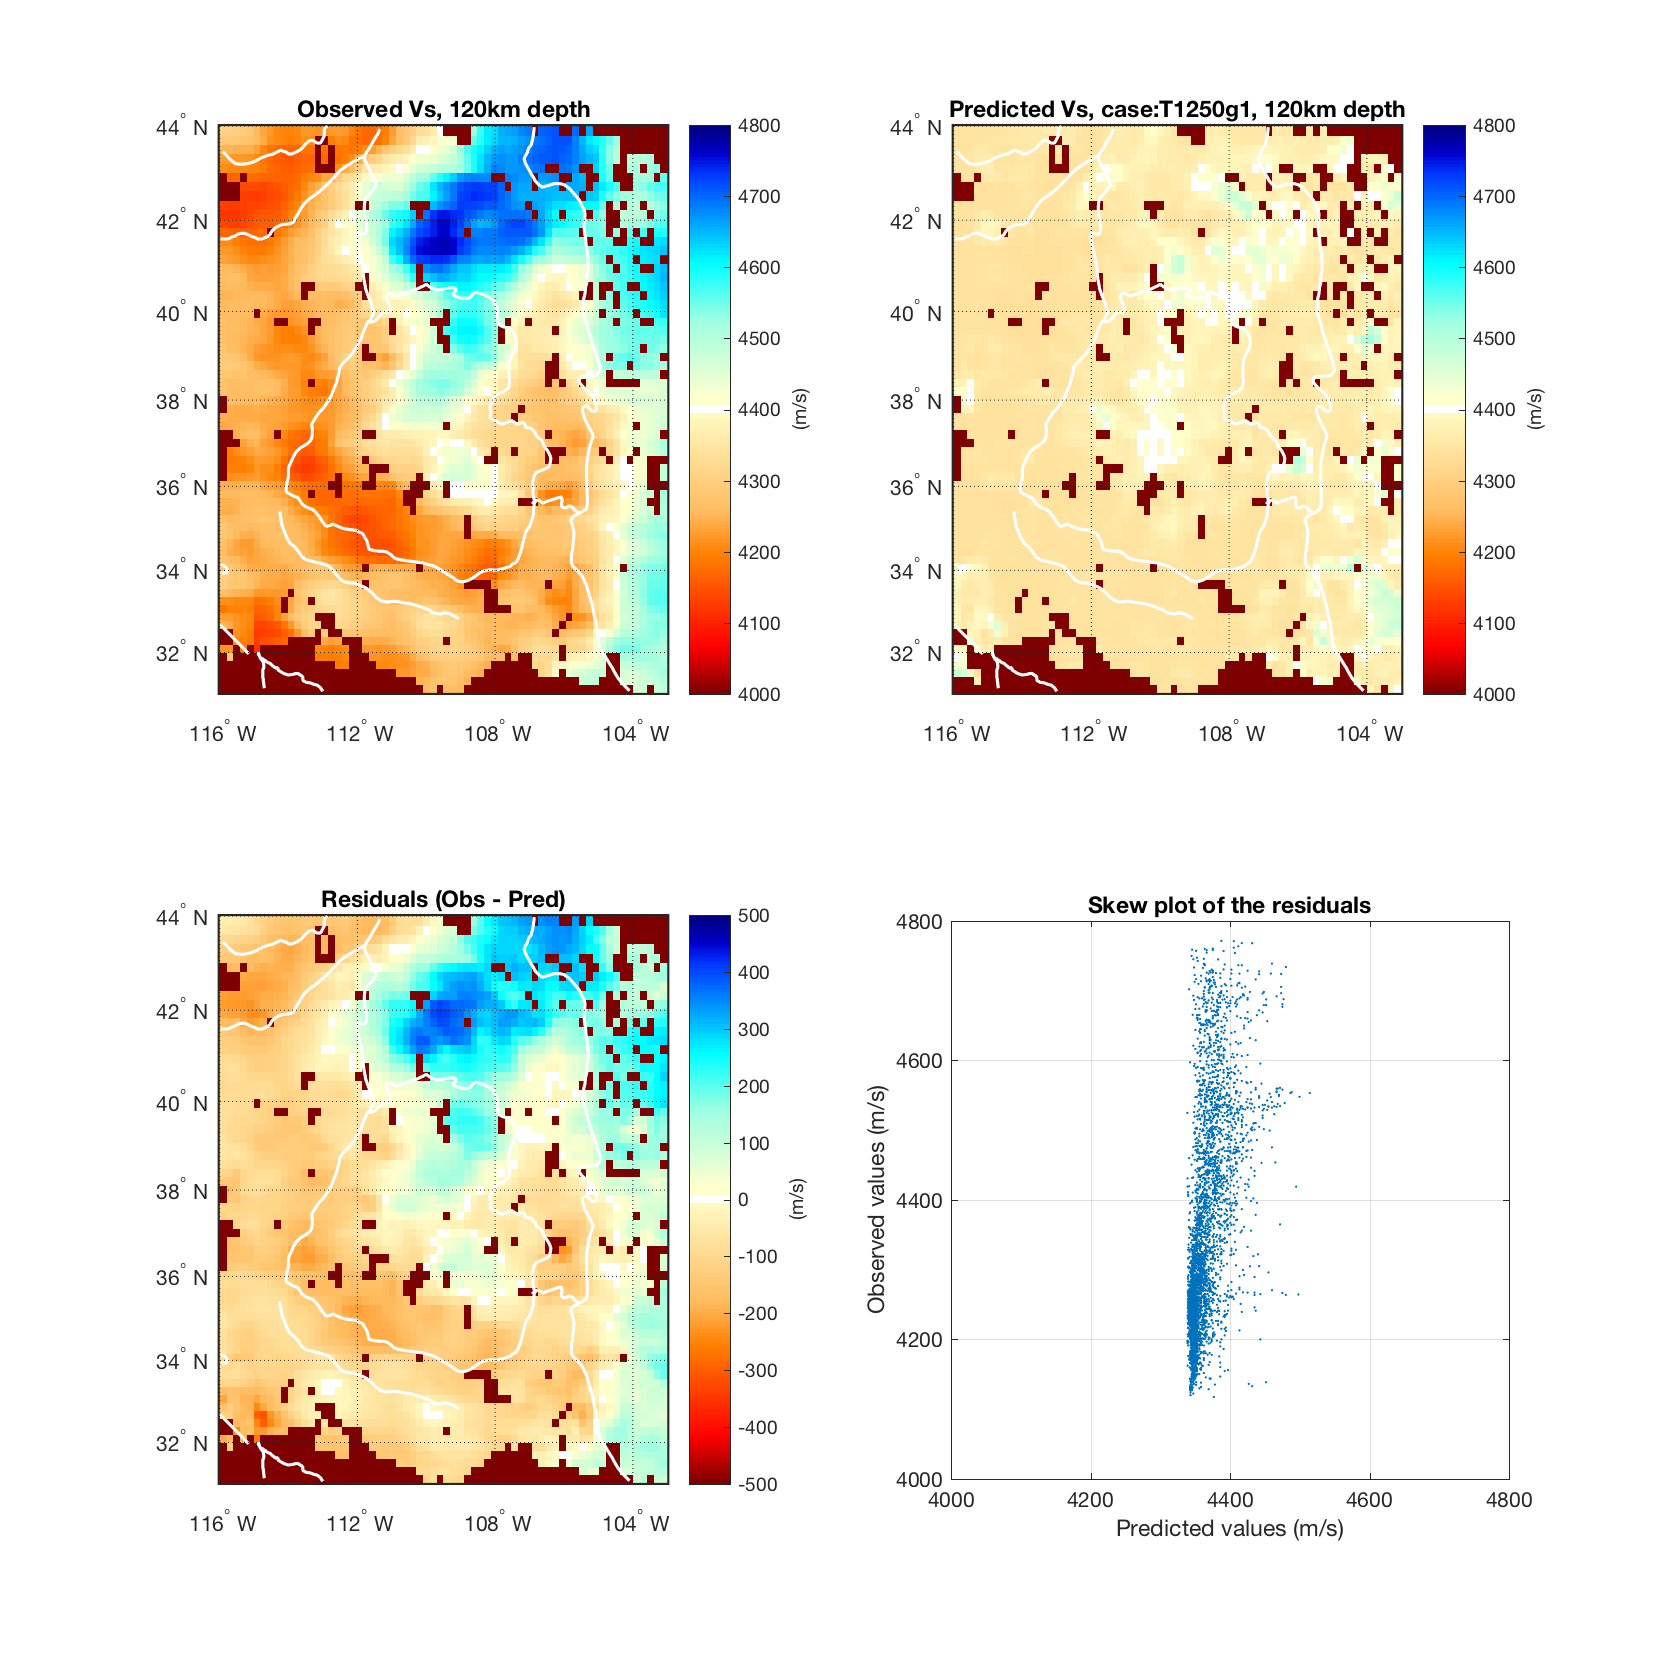 Observed Vs, 120km depth
44° N
42° N
40° N
38° N
36° N
34° N
32° N
116° W
112° W
108° W
104° W
4800
4700
4600
4500
4400
4300
4200
4100
4000
(m/s)
Predicted Vs, case:T1250g1, 120km depth
44° N
42° N
40° N
38° N
36° N
34° N
32° N
116° W
112° W
108° W
104° W
4800
4700
4600
4500
4400
4300
4200
4100
4000
(m/s)
Residuals (Obs - Pred)
44° N
42° N
40° N
38° N
36° N
34° N
32° N
116° W
112° W
108° W
104° W
500
400
300
200
100
0
-100
-200
-300
-400
-500
(m/s)
Skew plot of the residuals
4800
4600
4400
4200
4000
Observed values (m/s)
4000
4200
4400
4600
4800
Predicted values (m/s)